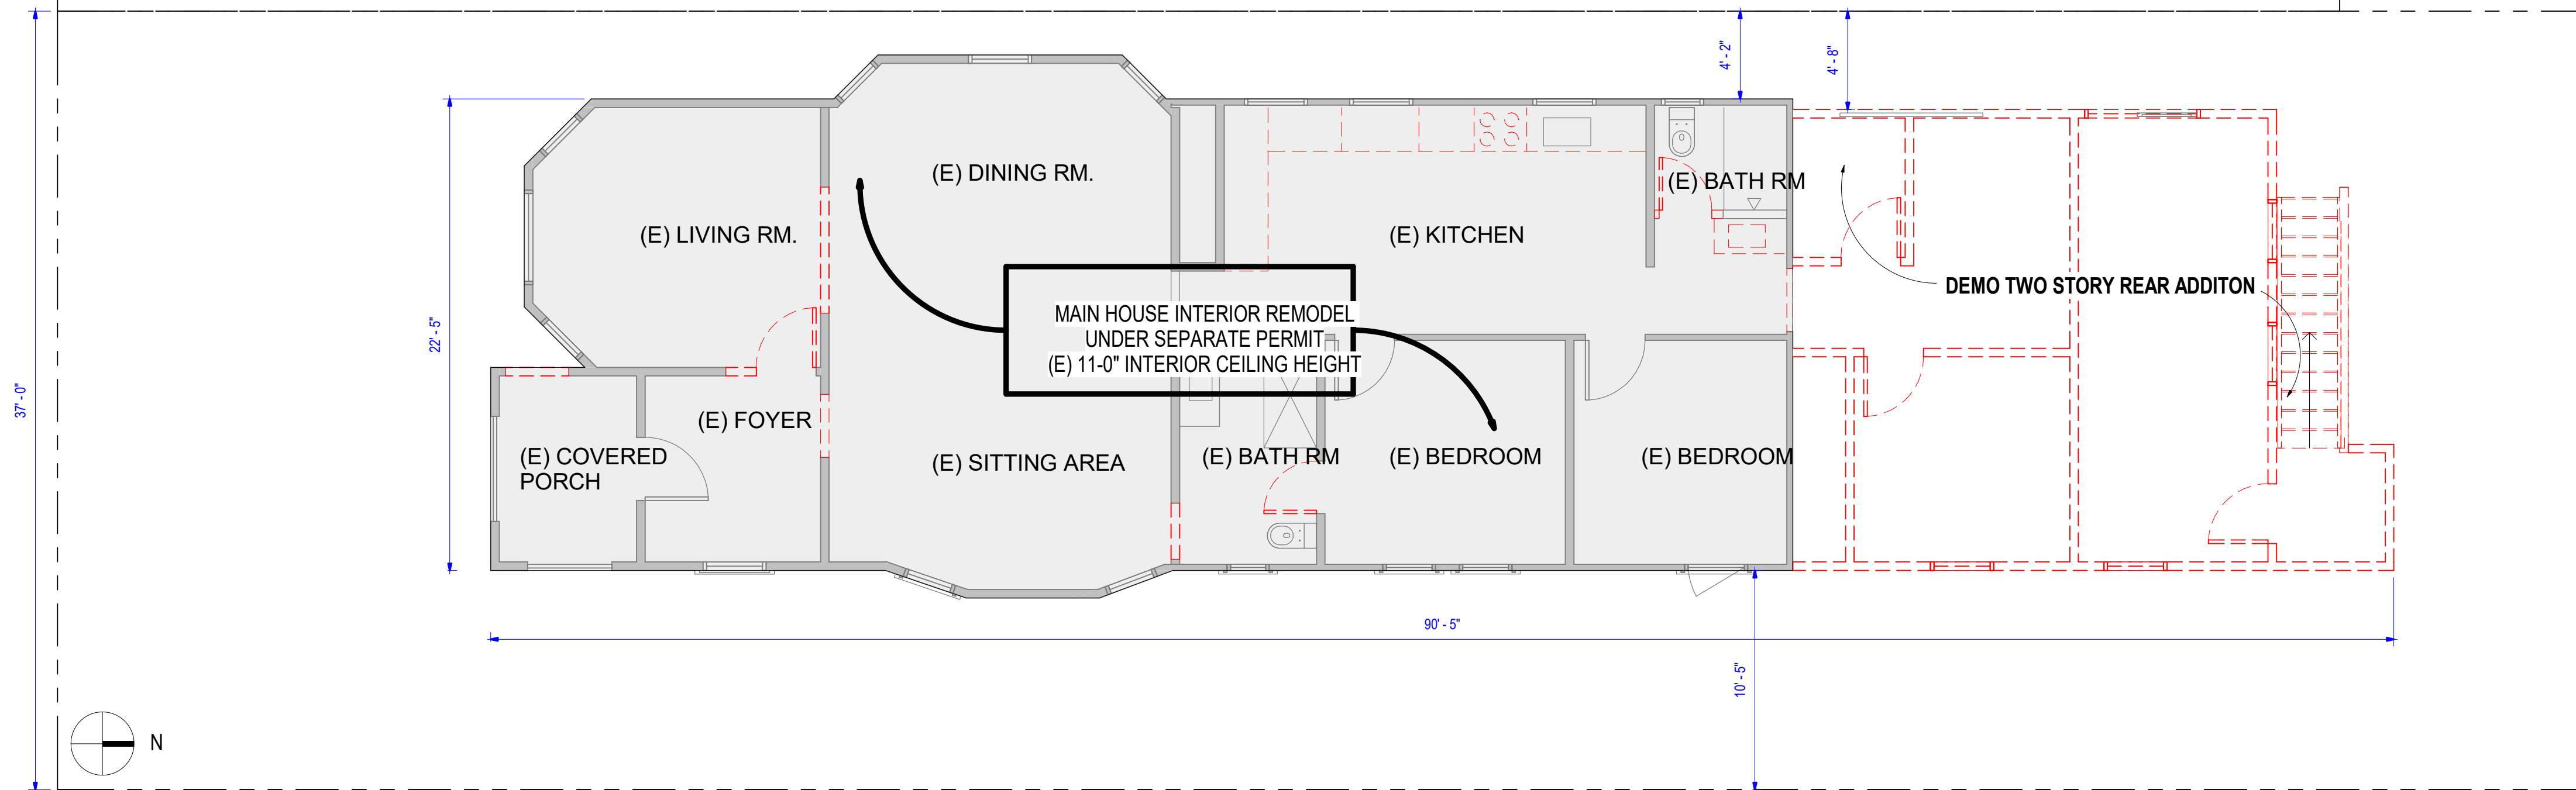 4' - 2"
4' - 8"
37' - 0"
22' - 5"
(E) DINING RM.
(E) BATH RM
(E) LIVING RM.
(E) KITCHEN
DEMO TWO STORY REAR ADDITON
MAIN HOUSE INTERIOR REMODEL
UNDER SEPARATE PERMIT
(E) 11-0" INTERIOR CEILING HEIGHT
(E) FOYER
(E) COVERED
PORCH
(E) SITTING AREA
(E) BATH RM
(E) BEDROOM
(E) BEDROOM
90' - 5"
10' - 5"
N